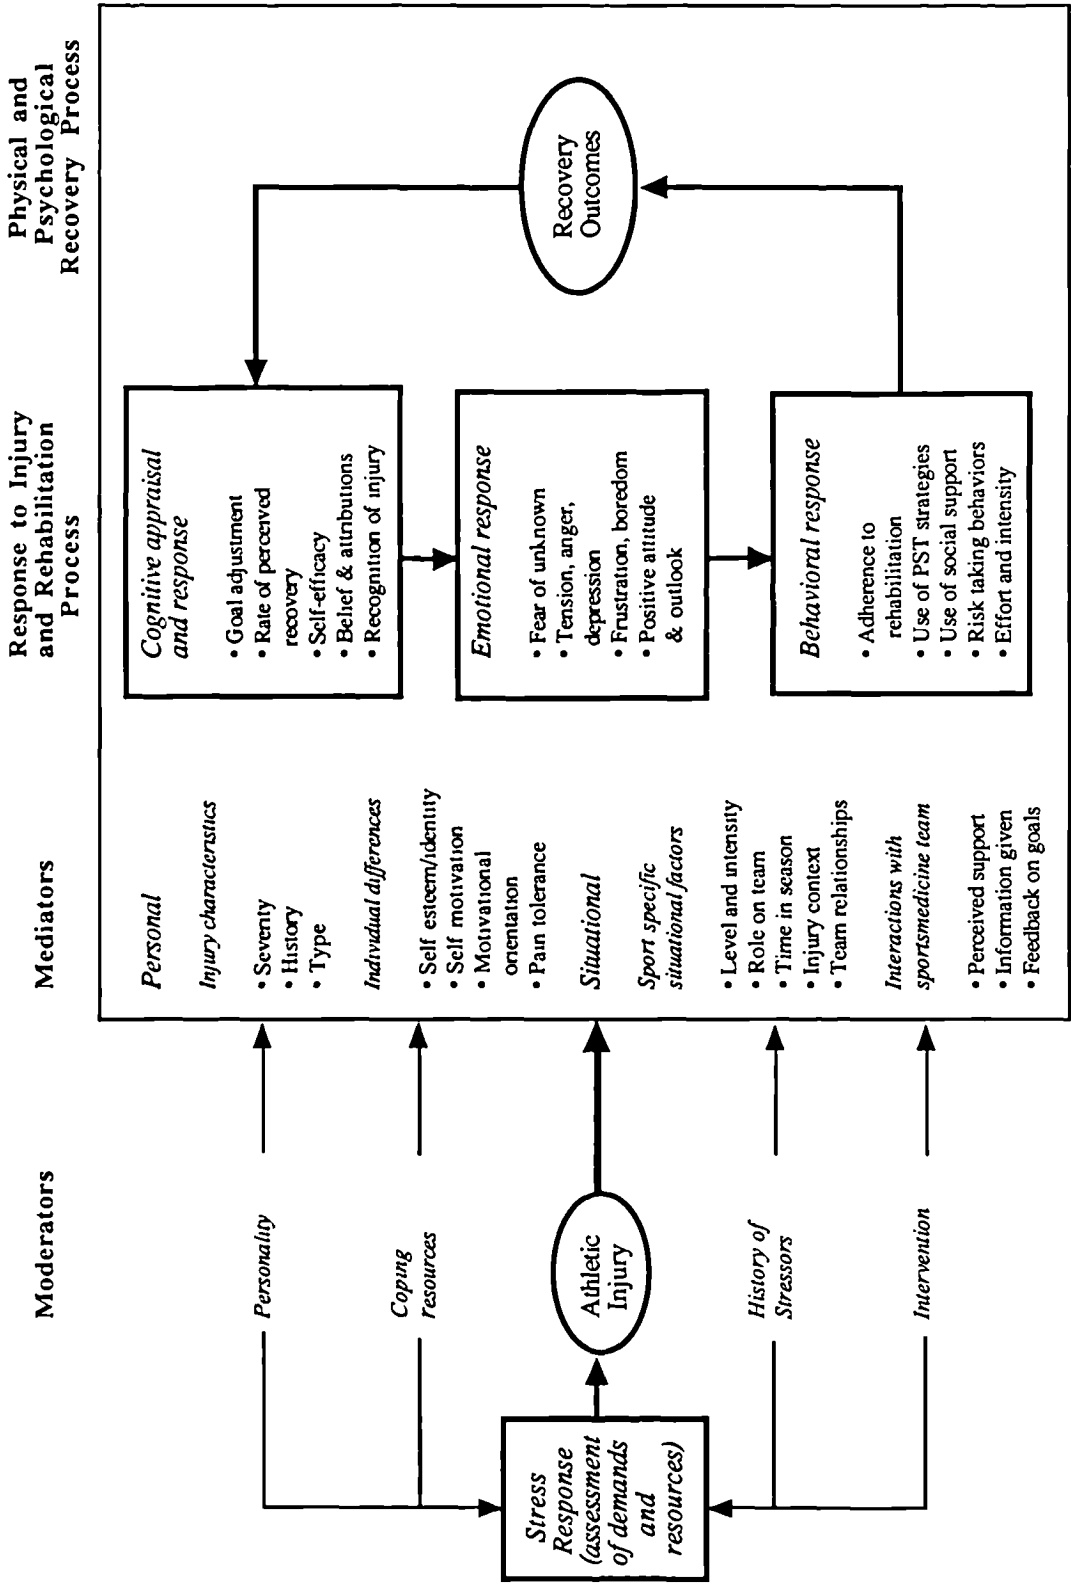 Moderators
Mediators
Response to Injury
and Rehabilitation
Process
Physical and
Psychological
Recovery Process
Stress
Response
(assessment
of demands
and
resources)
Personality
Coping
resources
Athletic
Injury
History of
Stressors
Intervention
Personal
Injury characteristics
• Severity
• History
• Type
Individual differences
• Self esteem/identity
• Self motivation
• Motivational
orientation
• Pain tolerance
Situational
Sport specific
situational factors
• Level and intensity
• Role on team
• Time in season
• Injury context
• Team relationships
Interactions with
sportsmedicine team
• Perceived support
• Information given
• Feedback on goals
Cognitive appraisal
and response
• Goal adjustment
• Rate of perceived
recovery
• Self-efficacy
• Belief & attributions
• Recognition of injury
Emotional response
• Fear of unknown
• Tension, anger,
depression
• Frustration, boredom
• Positive attitude
& outlook
Behavioral response
• Adherence to
rehabilitation
• Use of PST strategies
• Use of social support
• Risk taking behaviors
• Effort and intensity
Recovery
Outcomes